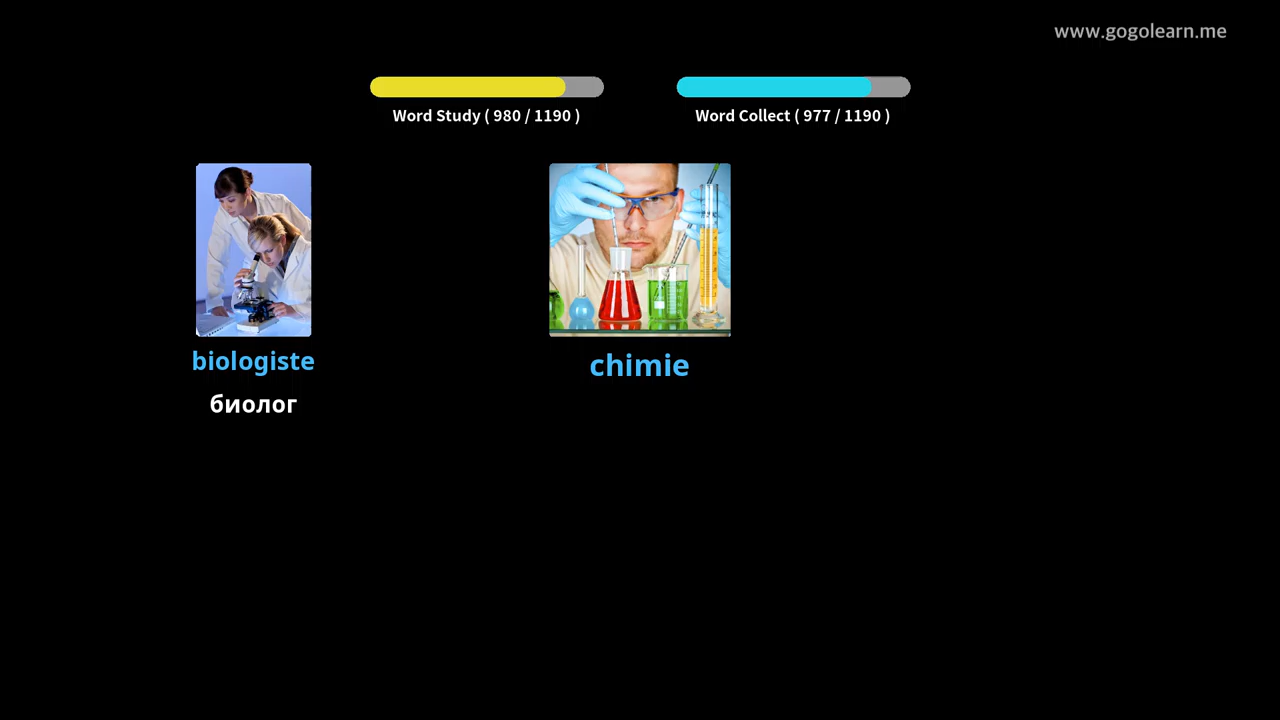 www.gogolearn.me
Word Study ( 980 / 1190 )
Word Collect ( 977 / 1190 )
biologiste
биолог
chimie